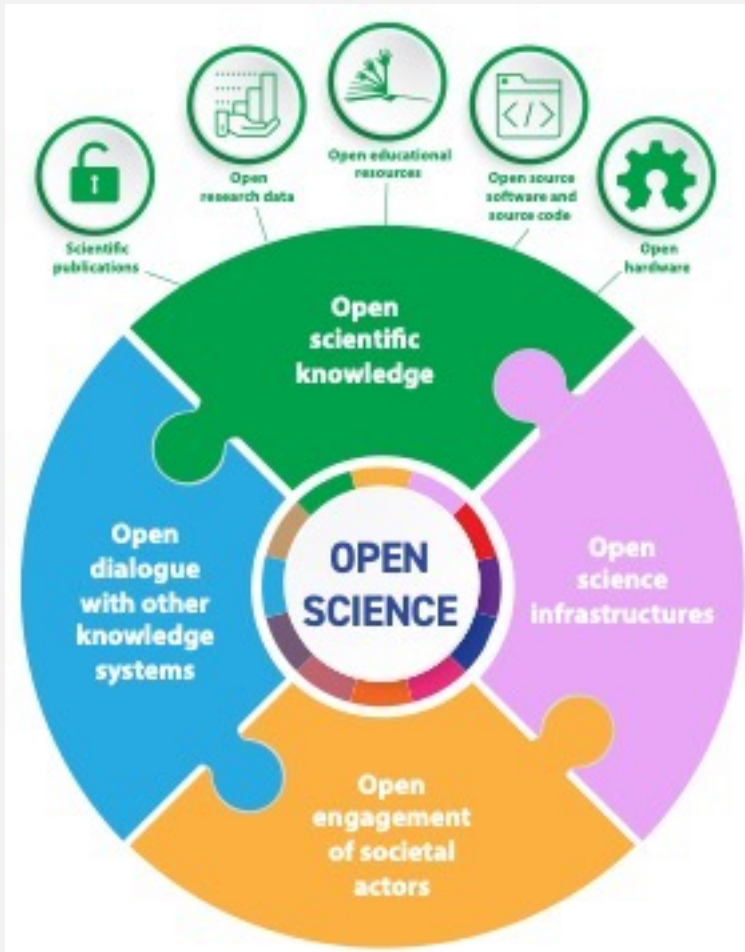 Scientific
publications
Open
research data
Open educational
resources
</>
Open source
software and
source code
Open
hardware
Open
scientific
knowledge
Open
dialogue
with other
knowledge
systems
OPEN
SCIENCE
Open
science
infrastructures
Open
engagement
of societal
actors